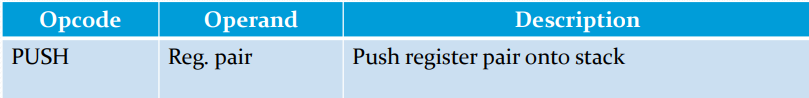 Opcode Operand Description
PUSH Reg. pair Push register pair onto stack